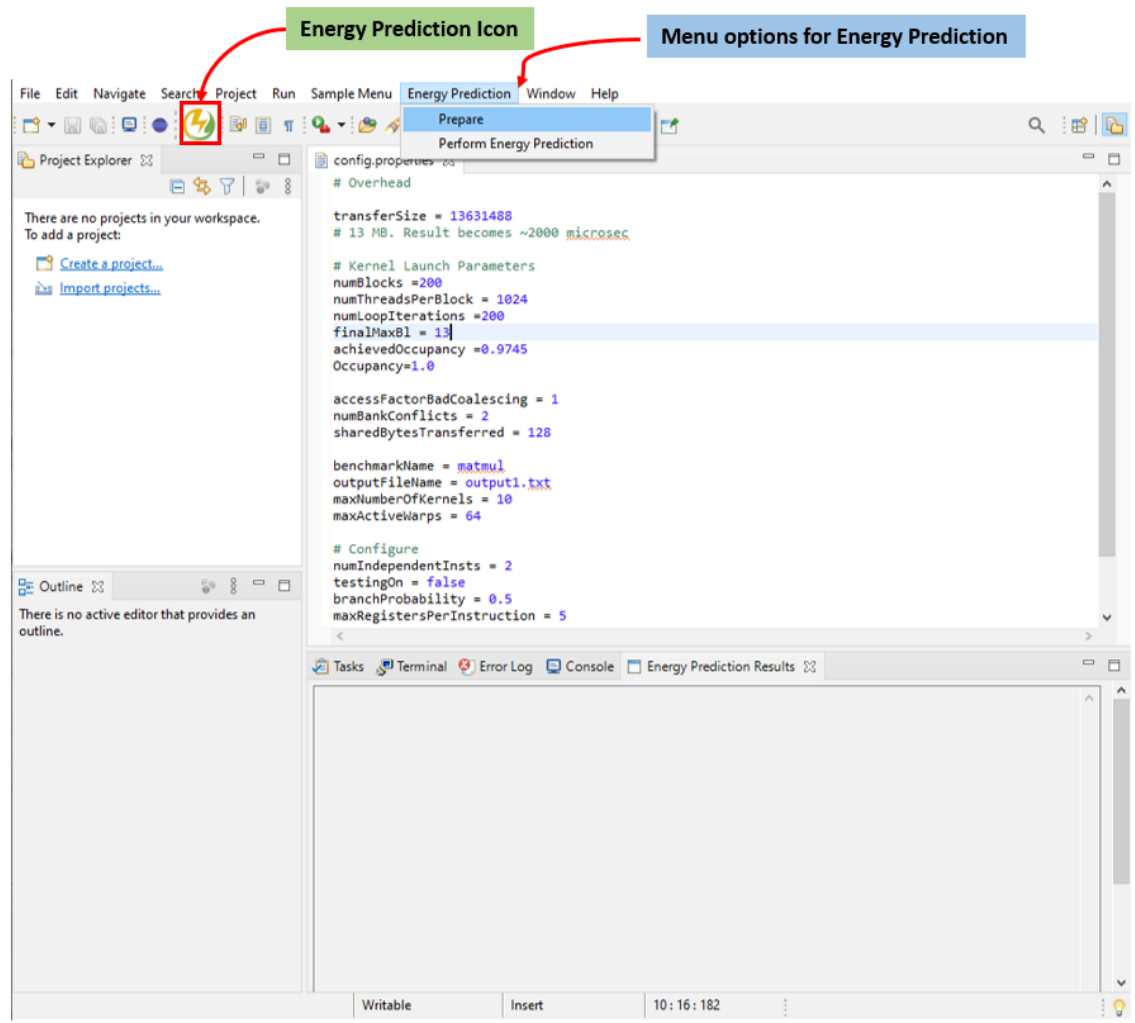 Energy Prediction Icon
Menu options for Energy Prediction
File Edit Navigate Search Project Run Sample Menu Energy Prediction Window Help
Prepare
Perform Energy Prediction
Project Explorer
There are no projects in your workspace.
To add a project:
Create a project...
Import projects...
config.properties
# Overhead
transferSize = 13631488
# 13 MB. Result becomes ~2000 microsec
# Kernel Launch Parameters
numBlocks =200
numThreadsPerBlock = 1024
numLoopIterations =200
finalMaxBl = 13
achievedOccupancy =0.9745
Occupancy=1.0
accessFactorBadCoalescing = 1
numBankConflicts = 2
sharedBytesTransferred = 128
benchmarkName = matmul
outputFileName = output1.txt
maxNumberOfKernels = 10
maxActiveWarps = 64
# Configure
numIndependentInsts = 2
testingOn = false
branchProbability = 0.5
maxRegistersPerInstruction = 5
Outline
There is no active editor that provides an
outline.
Tasks Terminal Error Log Console Energy Prediction Results
Writable Insert 10 : 16 : 182